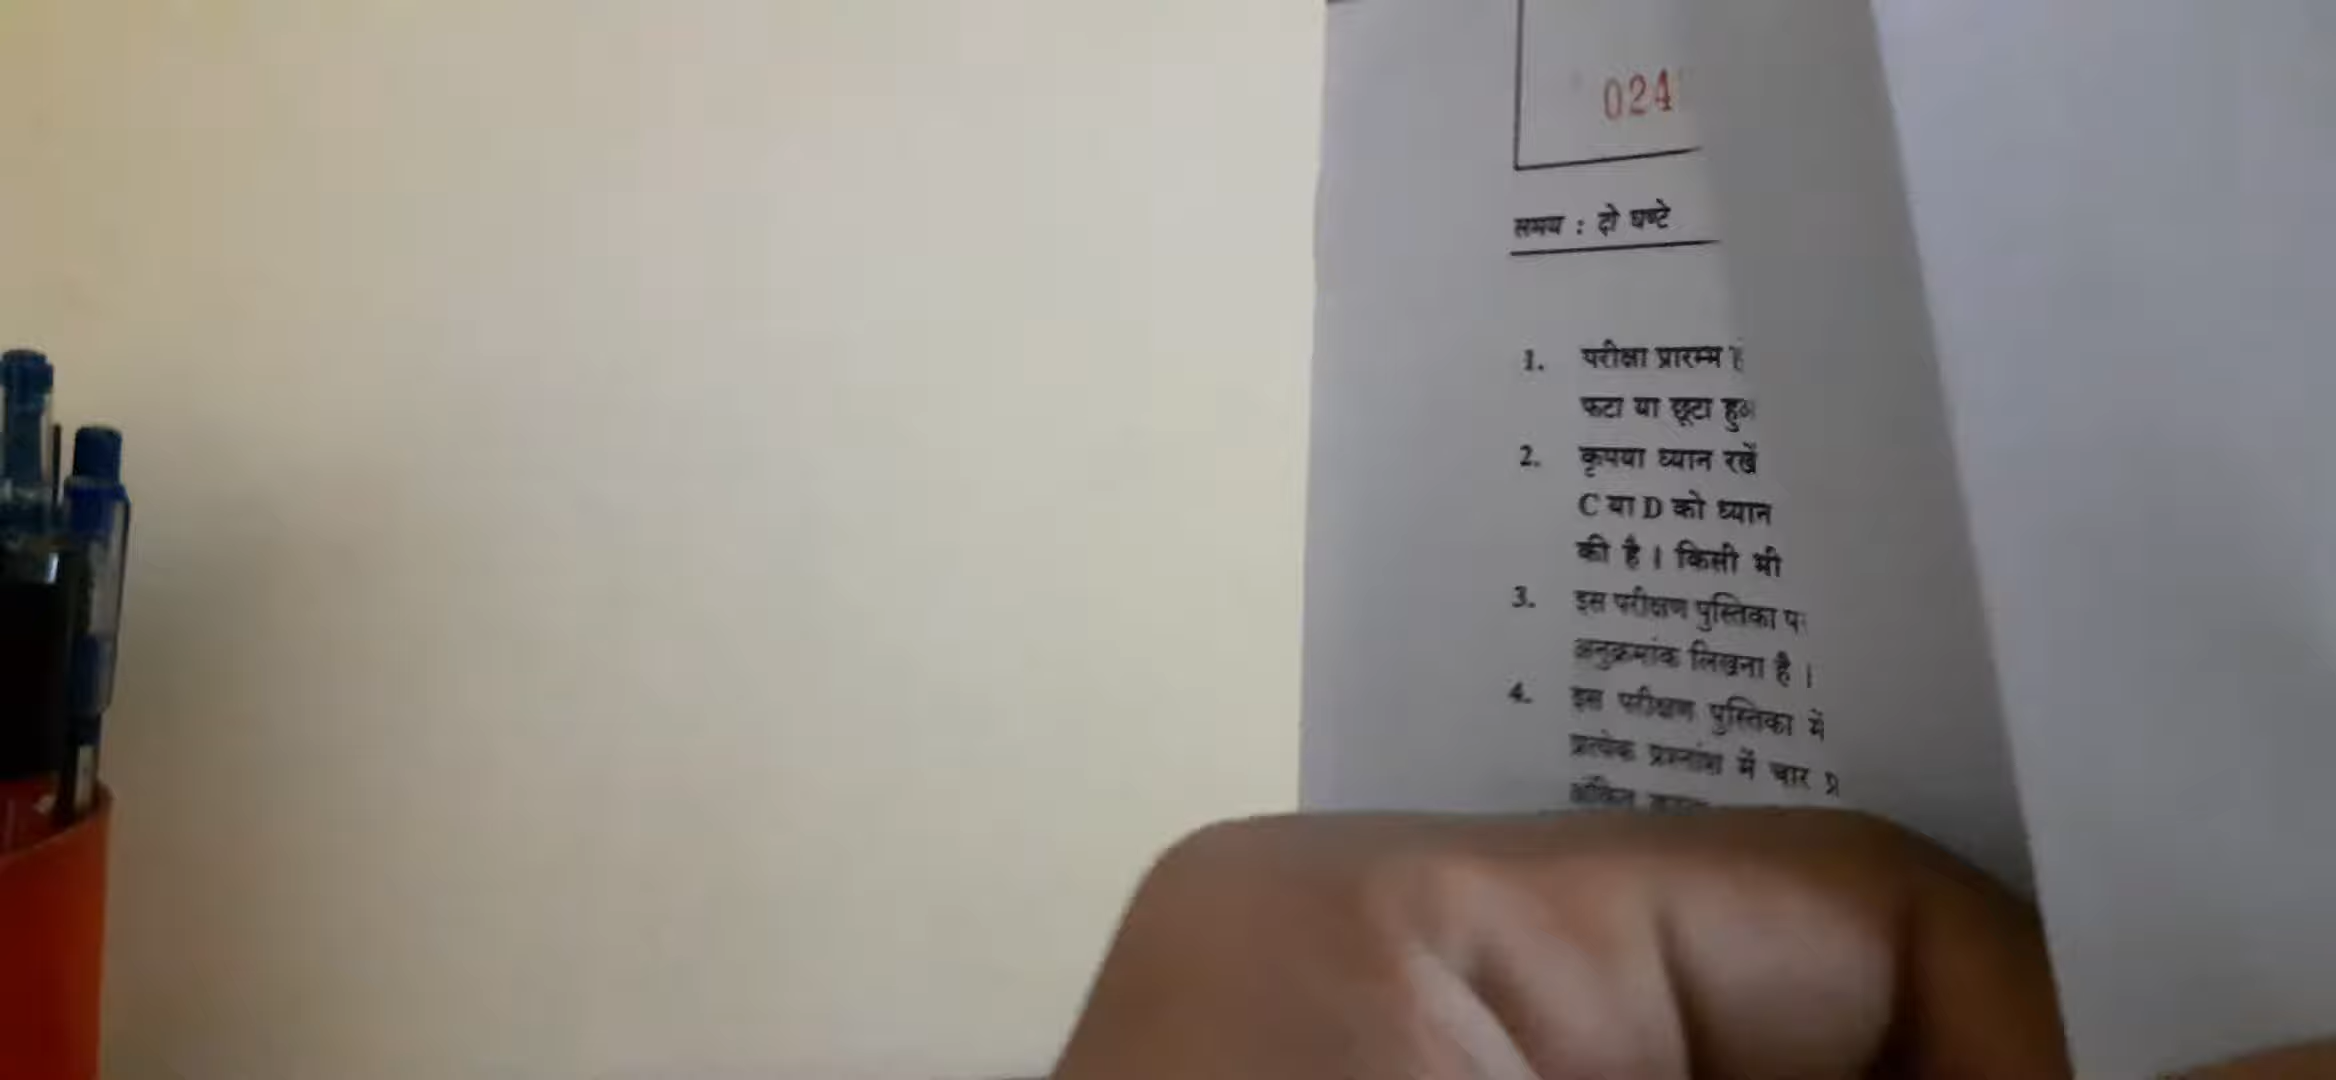 024
समय : दो घण्टे
1. परीक्षा प्रारम्भ
फटा या छूटा
2. कृपया ध्यान रखें
C या D को ध्यान
की है । किसी भी
3. इस परीक्षण पुस्तिका
अनुक्रमांक लिखना है ।
4. इस परीक्षण पुस्तिका में
प्रत्येक प्रश्नांश में चार
अंकित